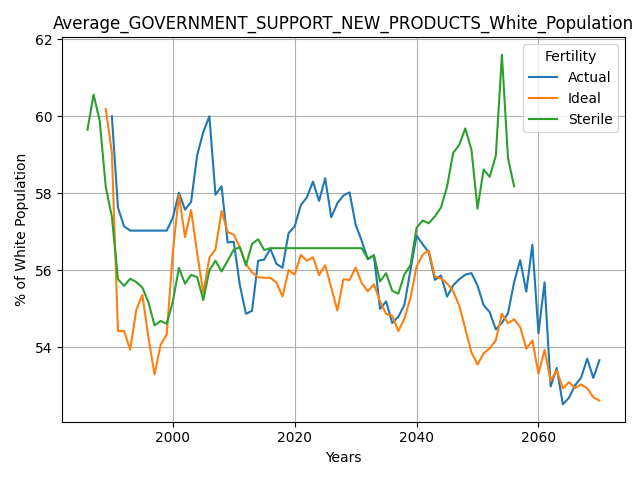 Average_GOVERNMENT_SUPPORT_NEW_PRODUCTS_White_Population
62
60
58
56
54
% of White Population
Fertility
Actual
Ideal
Sterile
2000 2020 2040 2060
Years